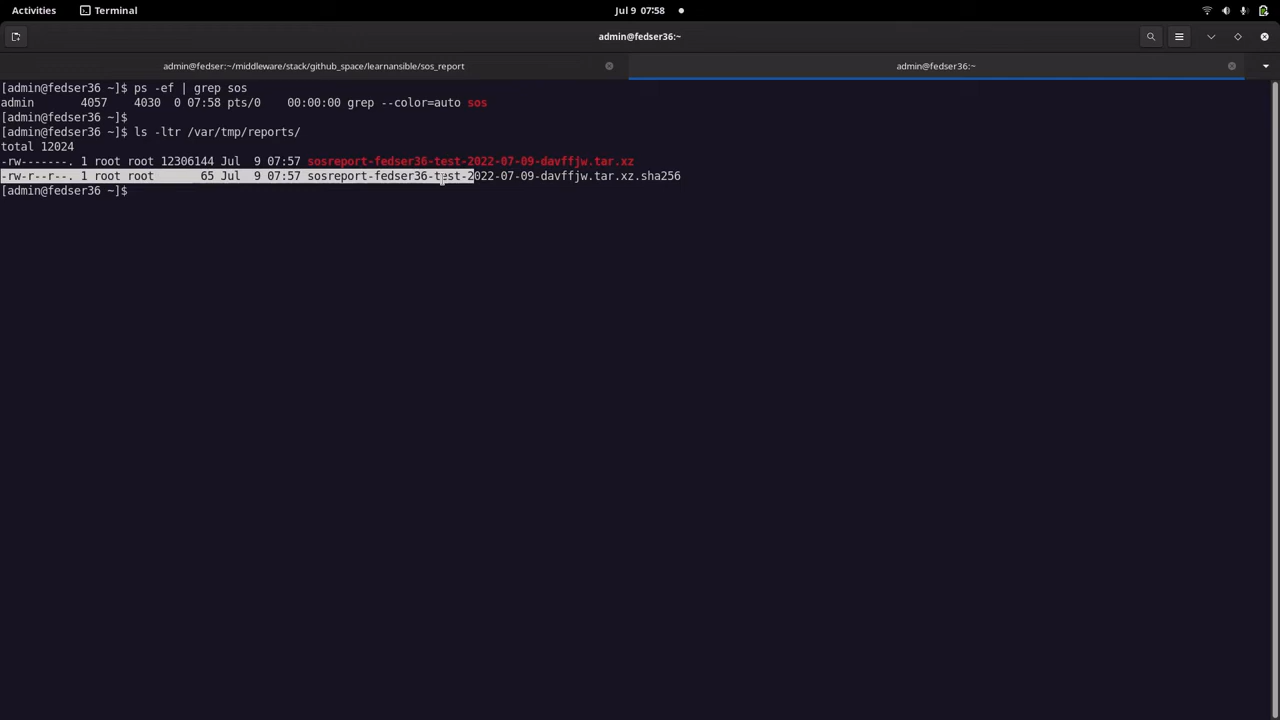 Activities Terminal Jul 9 07:58
admin@fedser36:~
admin@fedser:~/middleware/stack/github_space/learnansible/sos_report admin@fedser36:~
[admin@fedser36 ~]$ ps -ef | grep sos
admin 4057 4030 0 07:58 pts/0 00:00:00 grep --color=auto sos
[admin@fedser36 ~]$
[admin@fedser36 ~]$ ls -ltr /var/tmp/reports/
total 12024
-rw-------. 1 root root 12306144 Jul 9 07:57 sosreport-fedser36-test-2022-07-09-davffjw.tar.xz
-rw-r--r--. 1 root root 65 Jul 9 07:57 sosreport-fedser36-test-2022-07-09-davffjw.tar.xz.sha256
[admin@fedser36 ~]$